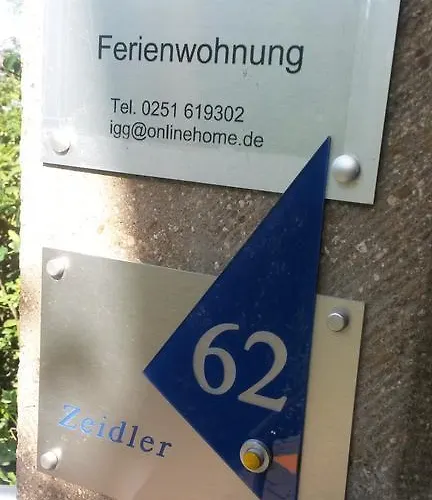 Ferienwohnung
Tel. 0251 619302
igg@onlinehome.de
62
Zeidler